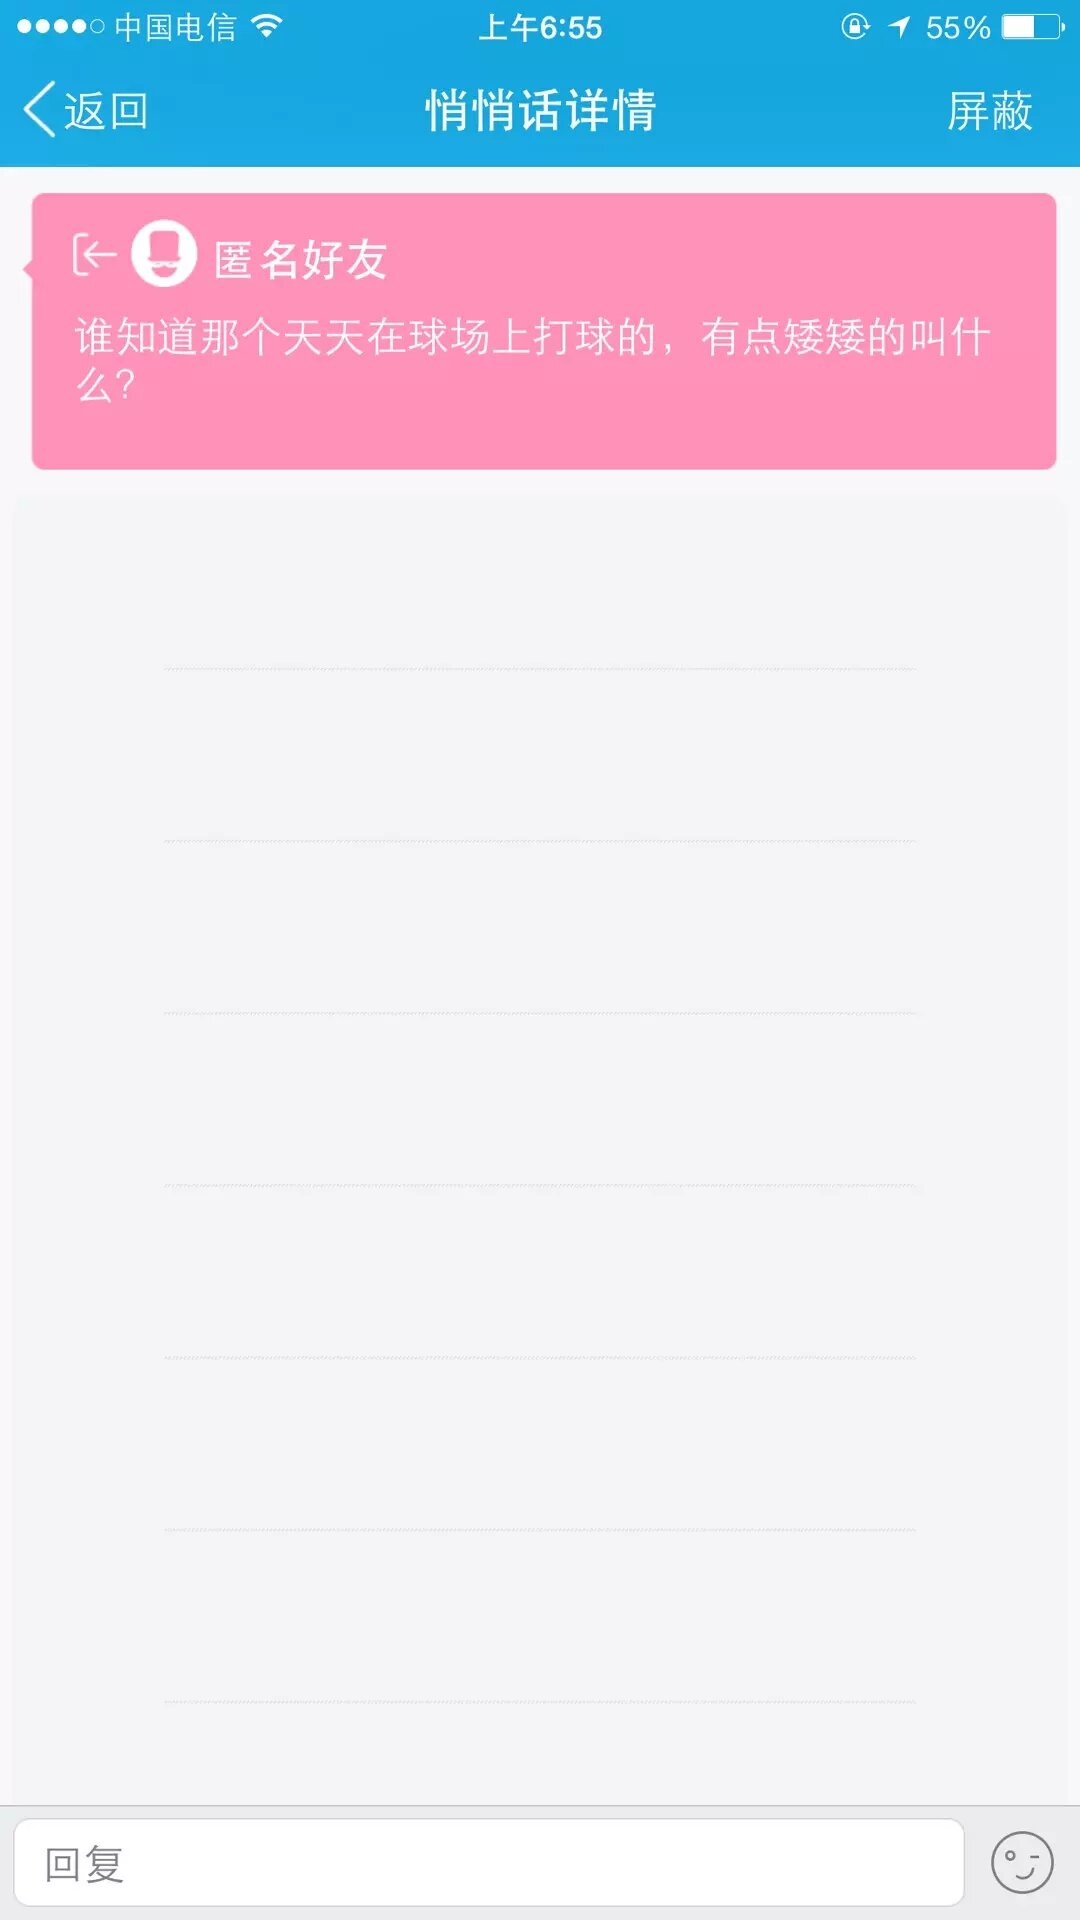 中国电信 上午6:55 55%
返回 悄悄话详情 屏蔽
匿名好友
谁知道那个天天在球场上打球的，有点矮矮的叫什
么？
回复